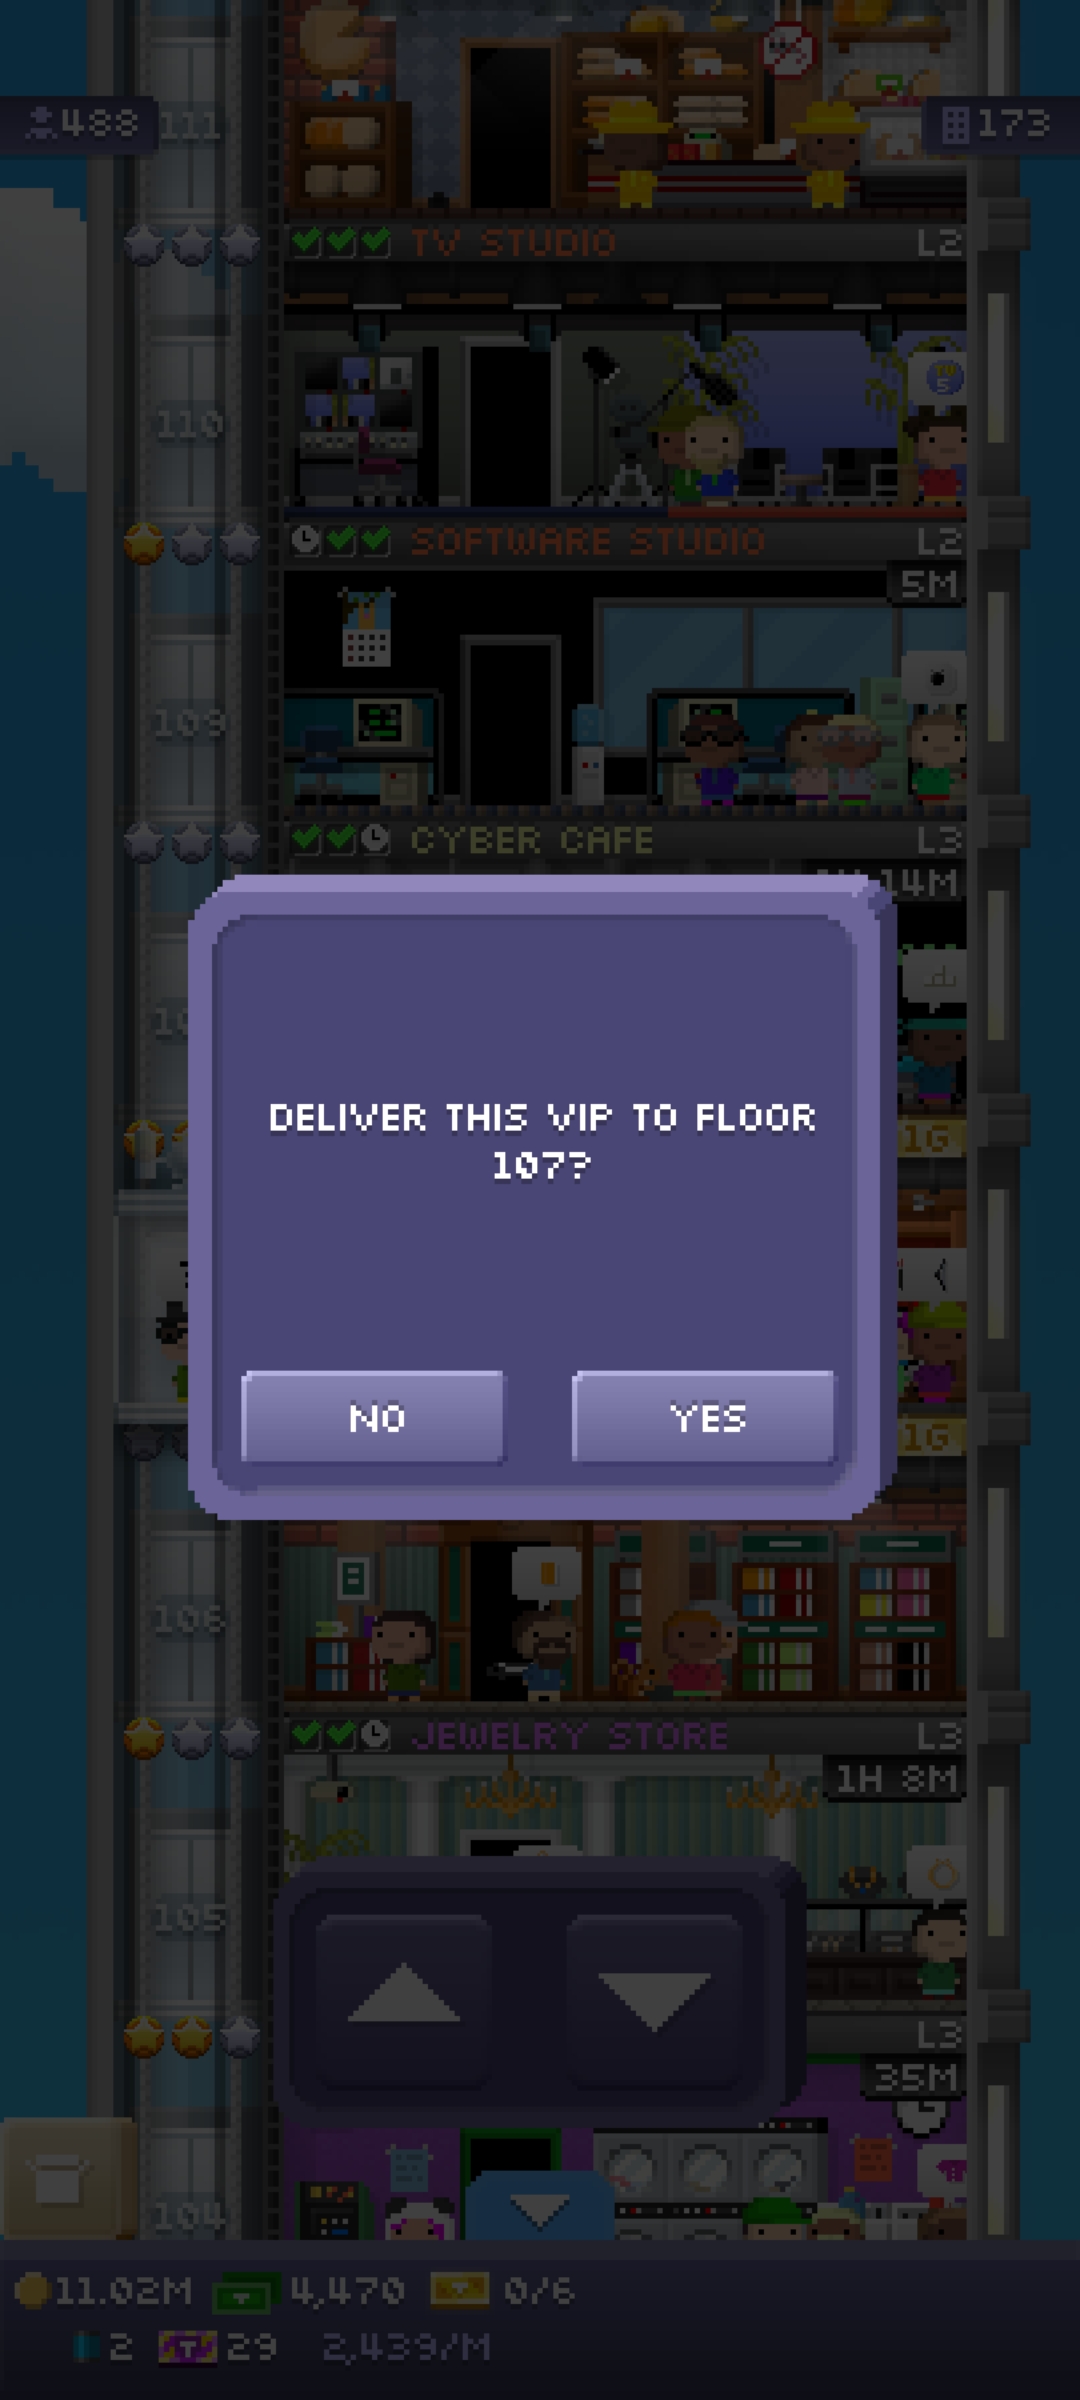 488
111
173
TV STUDIO L2
110
TV
5
SOFTWARE STUDIO L2
5M
109
CYBER CAFE L3
14M
1G
DELIVER THIS VIP TO FLOOR
107?
NO YES
1G
106
JEWELRY STORE L3
1H 8M
105
L3
35M
104
11.02M 4,470 0/6
2 T 29 2,439/M